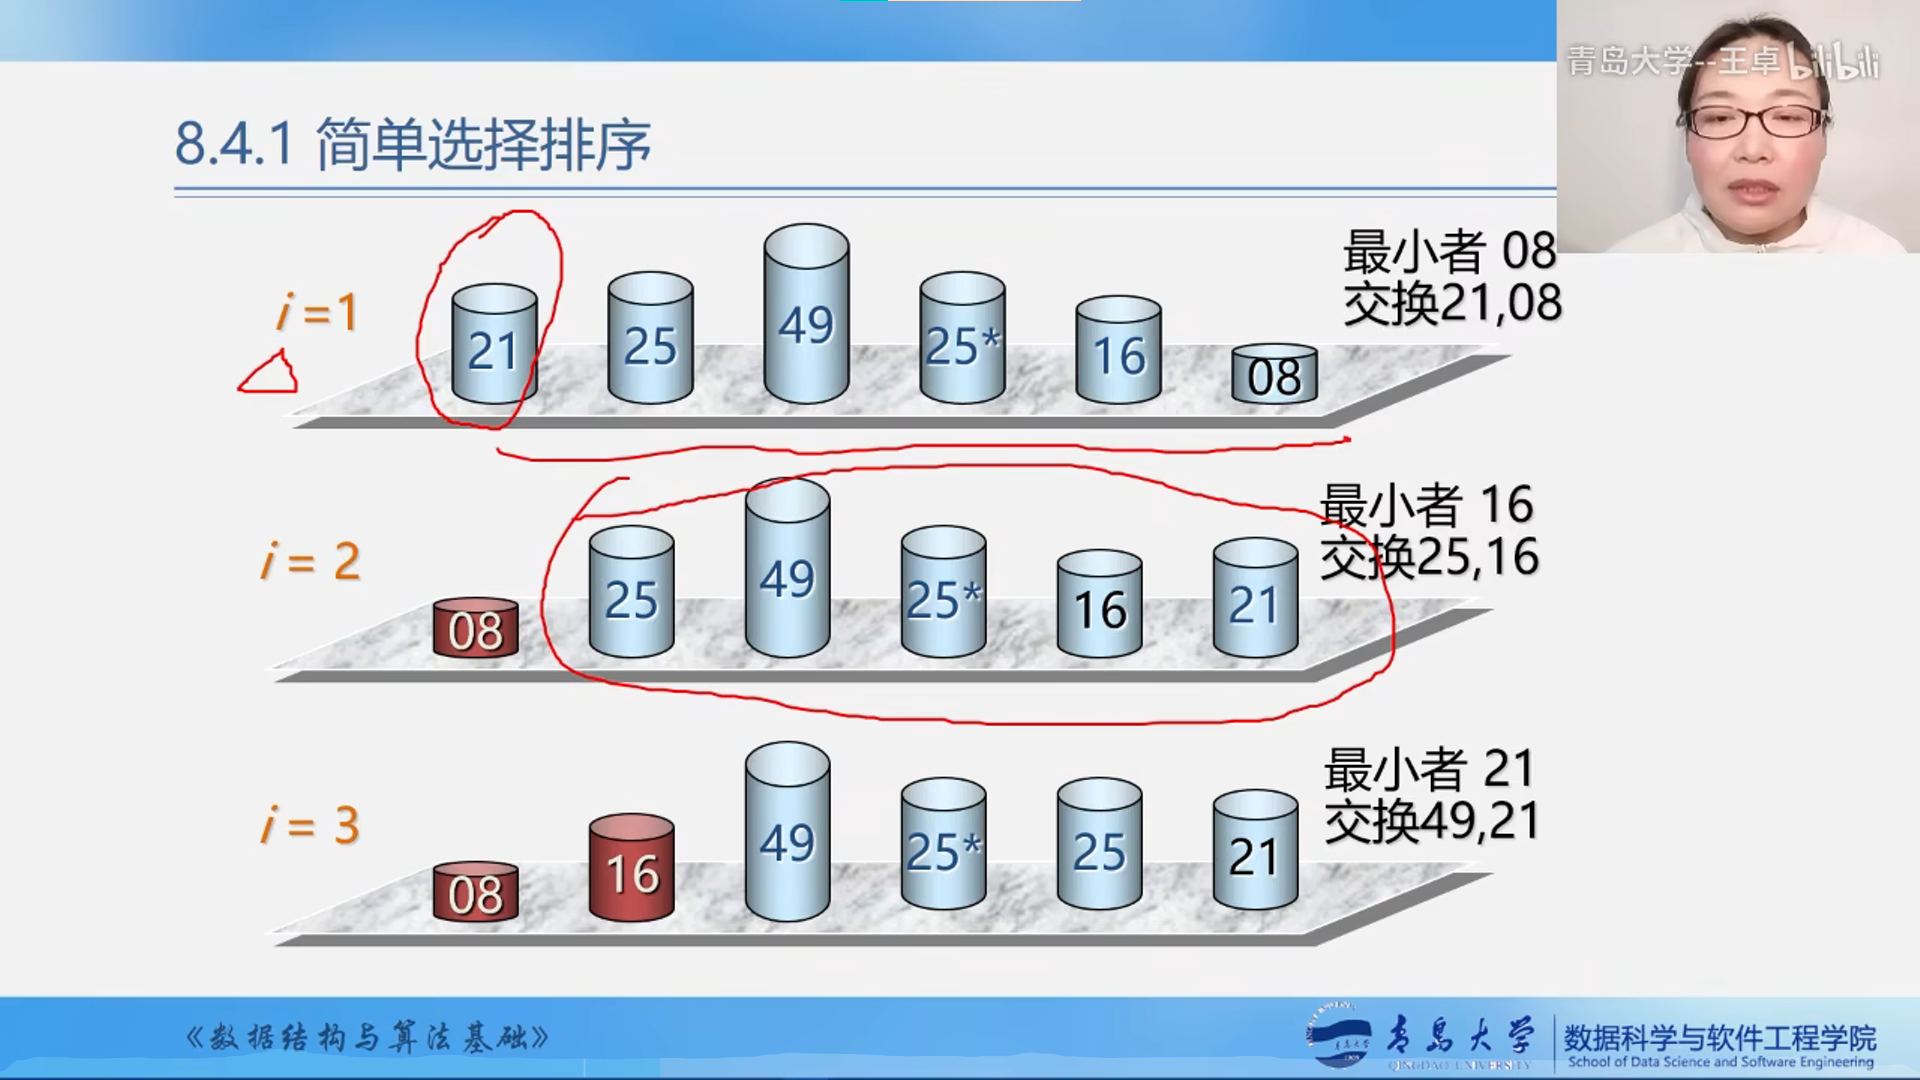 青岛大学--王卓 bilibili
8.4.1 简单选择排序
i =1
21 25 49 25* 16 08
最小者 08
交换21,08
i = 2
08 25 49 25* 16 21
最小者 16
交换25,16
i = 3
08 16 49 25* 25 21
最小者 21
交换49,21
《数据结构与算法基础》
青岛大学
QINGDAO UNIVERSITY
数据科学与软件工程学院
School of Data Science and Software Engineering